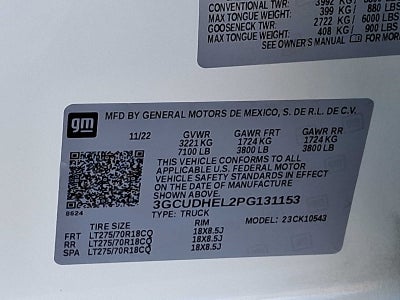 CONVENTIONAL TWR: 3992 KG / 8800 LBS
MAX TONGUE WEIGHT: 399 KG / 880 LBS
GOOSENECK TWR: 2722 KG / 6000 LBS
MAX TONGUE WEIGHT: 408 KG / 900 LBS
SEE OWNER'S MANUAL FOR MORE
gm
MFD BY GENERAL MOTORS DE MEXICO, S. DE R.L. DE C.V.
11/22 GVWR GAWR FRT GAWR RR
3221 KG 1724 KG 1724 KG
7100 LB 3800 LB 3800 LB
THIS VEHICLE CONFORMS TO ALL
APPLICABLE U.S. FEDERAL MOTOR
VEHICLE SAFETY STANDARDS IN EFFECT
ON THE DATE OF MANUFACTURE
SHOWN ABOVE.
8624
3GCUDHEL2PG131153
TYPE: TRUCK MODEL: 23CK10543
TIRE SIZE RIM
FRT LT275/70R18CQ 18X8.5J
RR LT275/70R18CQ 18X8.5J
SPA LT275/70R18CQ 18X8.5J